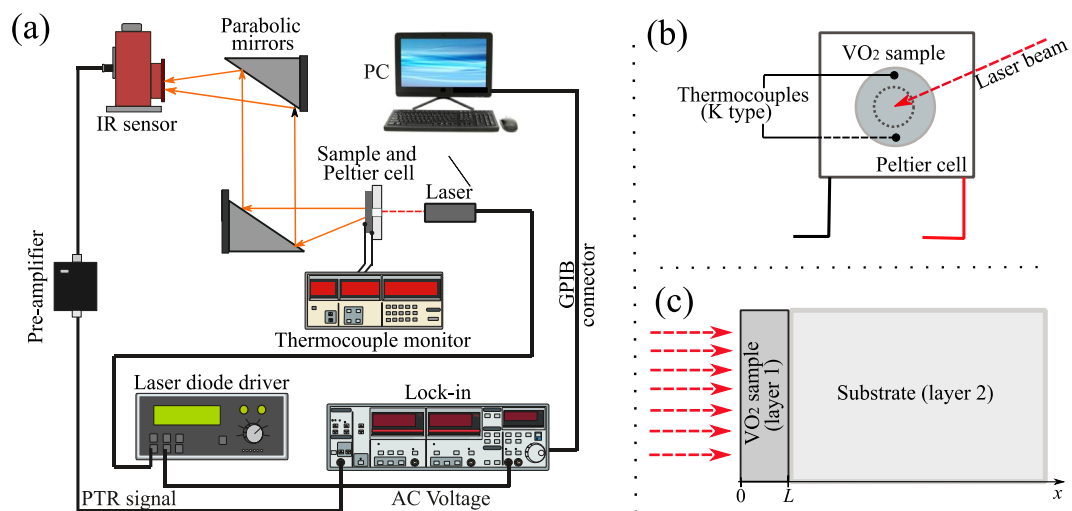 (a)
Parabolic
mirrors
PC
IR sensor
Sample and
Peltier cell
Laser
Pre-amplifier
GPIB
connector
Thermocouple monitor
Laser diode driver
Lock-in
PTR signal
AC Voltage
(b)
VO₂ sample
Laser beam
Thermocouples
(K type)
Peltier cell
(c)
VO₂ sample
(layer 1)
Substrate (layer 2)
0
L
x